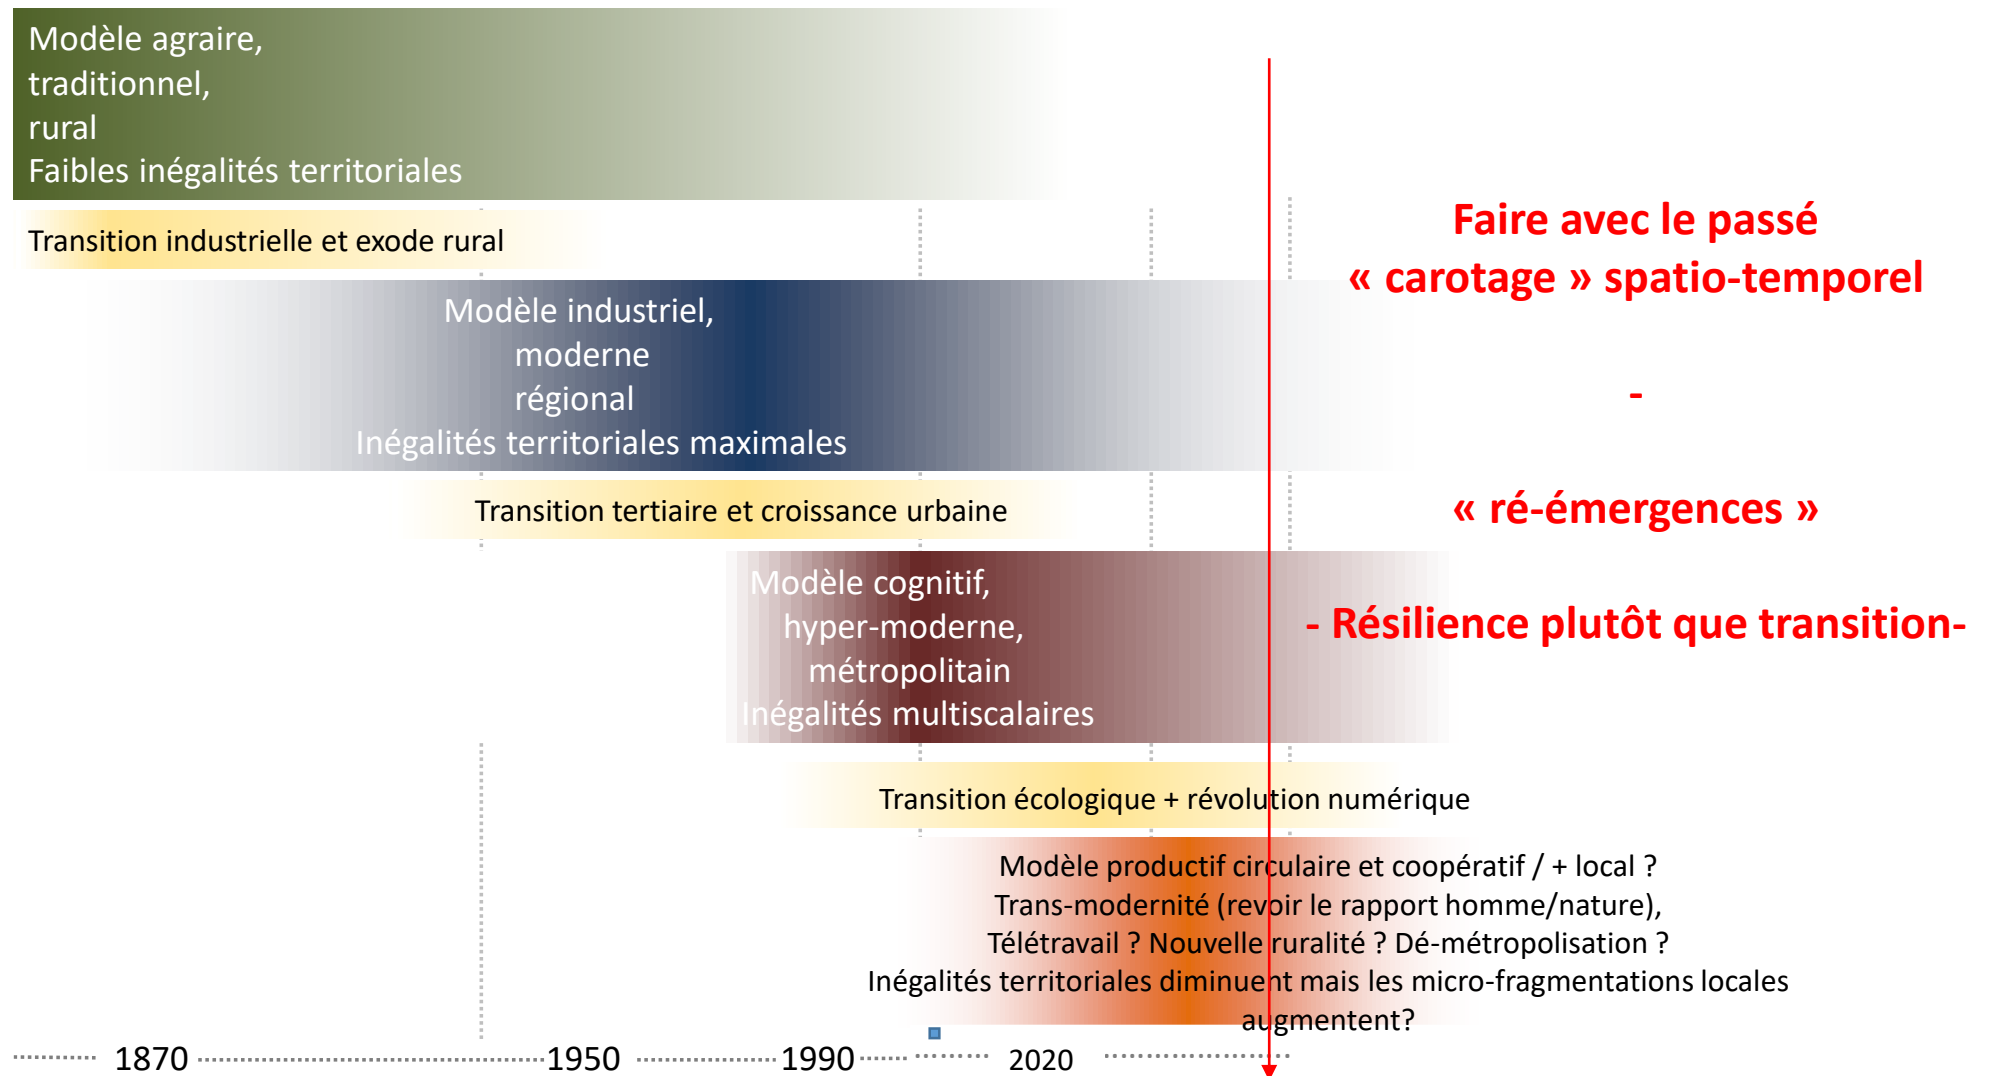 Modèle agraire,
traditionnel,
rural
Faibles inégalités territoriales
Transition industrielle et exode rural
Modèle industriel,
moderne
régional
Inégalités territoriales maximales
Transition tertiaire et croissance urbaine
Modèle cognitif,
hyper-moderne,
métropolitain
Inégalités multiscalaires
Transition écologique + révolution numérique
Modèle productif circulaire et coopératif / + local ?
Trans-modernité (revoir le rapport homme/nature),
Télétravail ? Nouvelle ruralité ? Dé-métropolisation ?
Inégalités territoriales diminuent mais les micro-fragmentations locales
augmentent?
Faire avec le passé
« carotage » spatio-temporel
-
« ré-émergences »
- Résilience plutôt que transition-
1870
1950
1990
2020